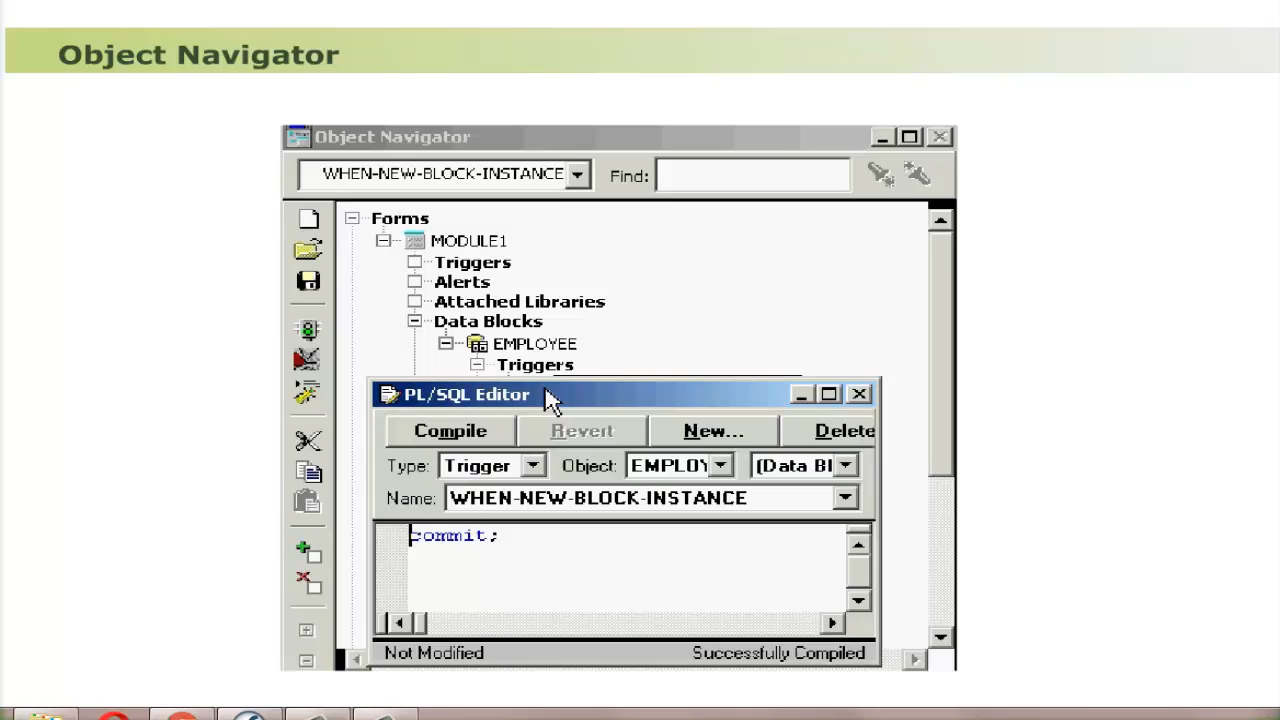 Object Navigator
Object Navigator
WHEN-NEW-BLOCK-INSTANCE Find:
Forms
MODULE1
Triggers
Alerts
Attached Libraries
Data Blocks
EMPLOYEE
Triggers
PL/SQL Editor
Compile Revert New... Delete
Type: Trigger Object: EMPLOY (Data Bl
Name: WHEN-NEW-BLOCK-INSTANCE
commit;
Not Modified Successfully Compiled